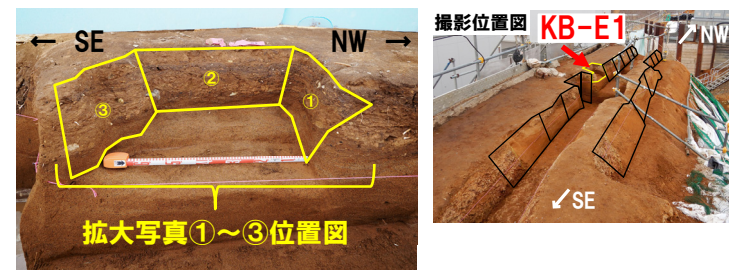 ← SE
NW →
②
①
③
拡大写真①～③位置図
撮影位置図
KB-E1
↗NW
↙SE